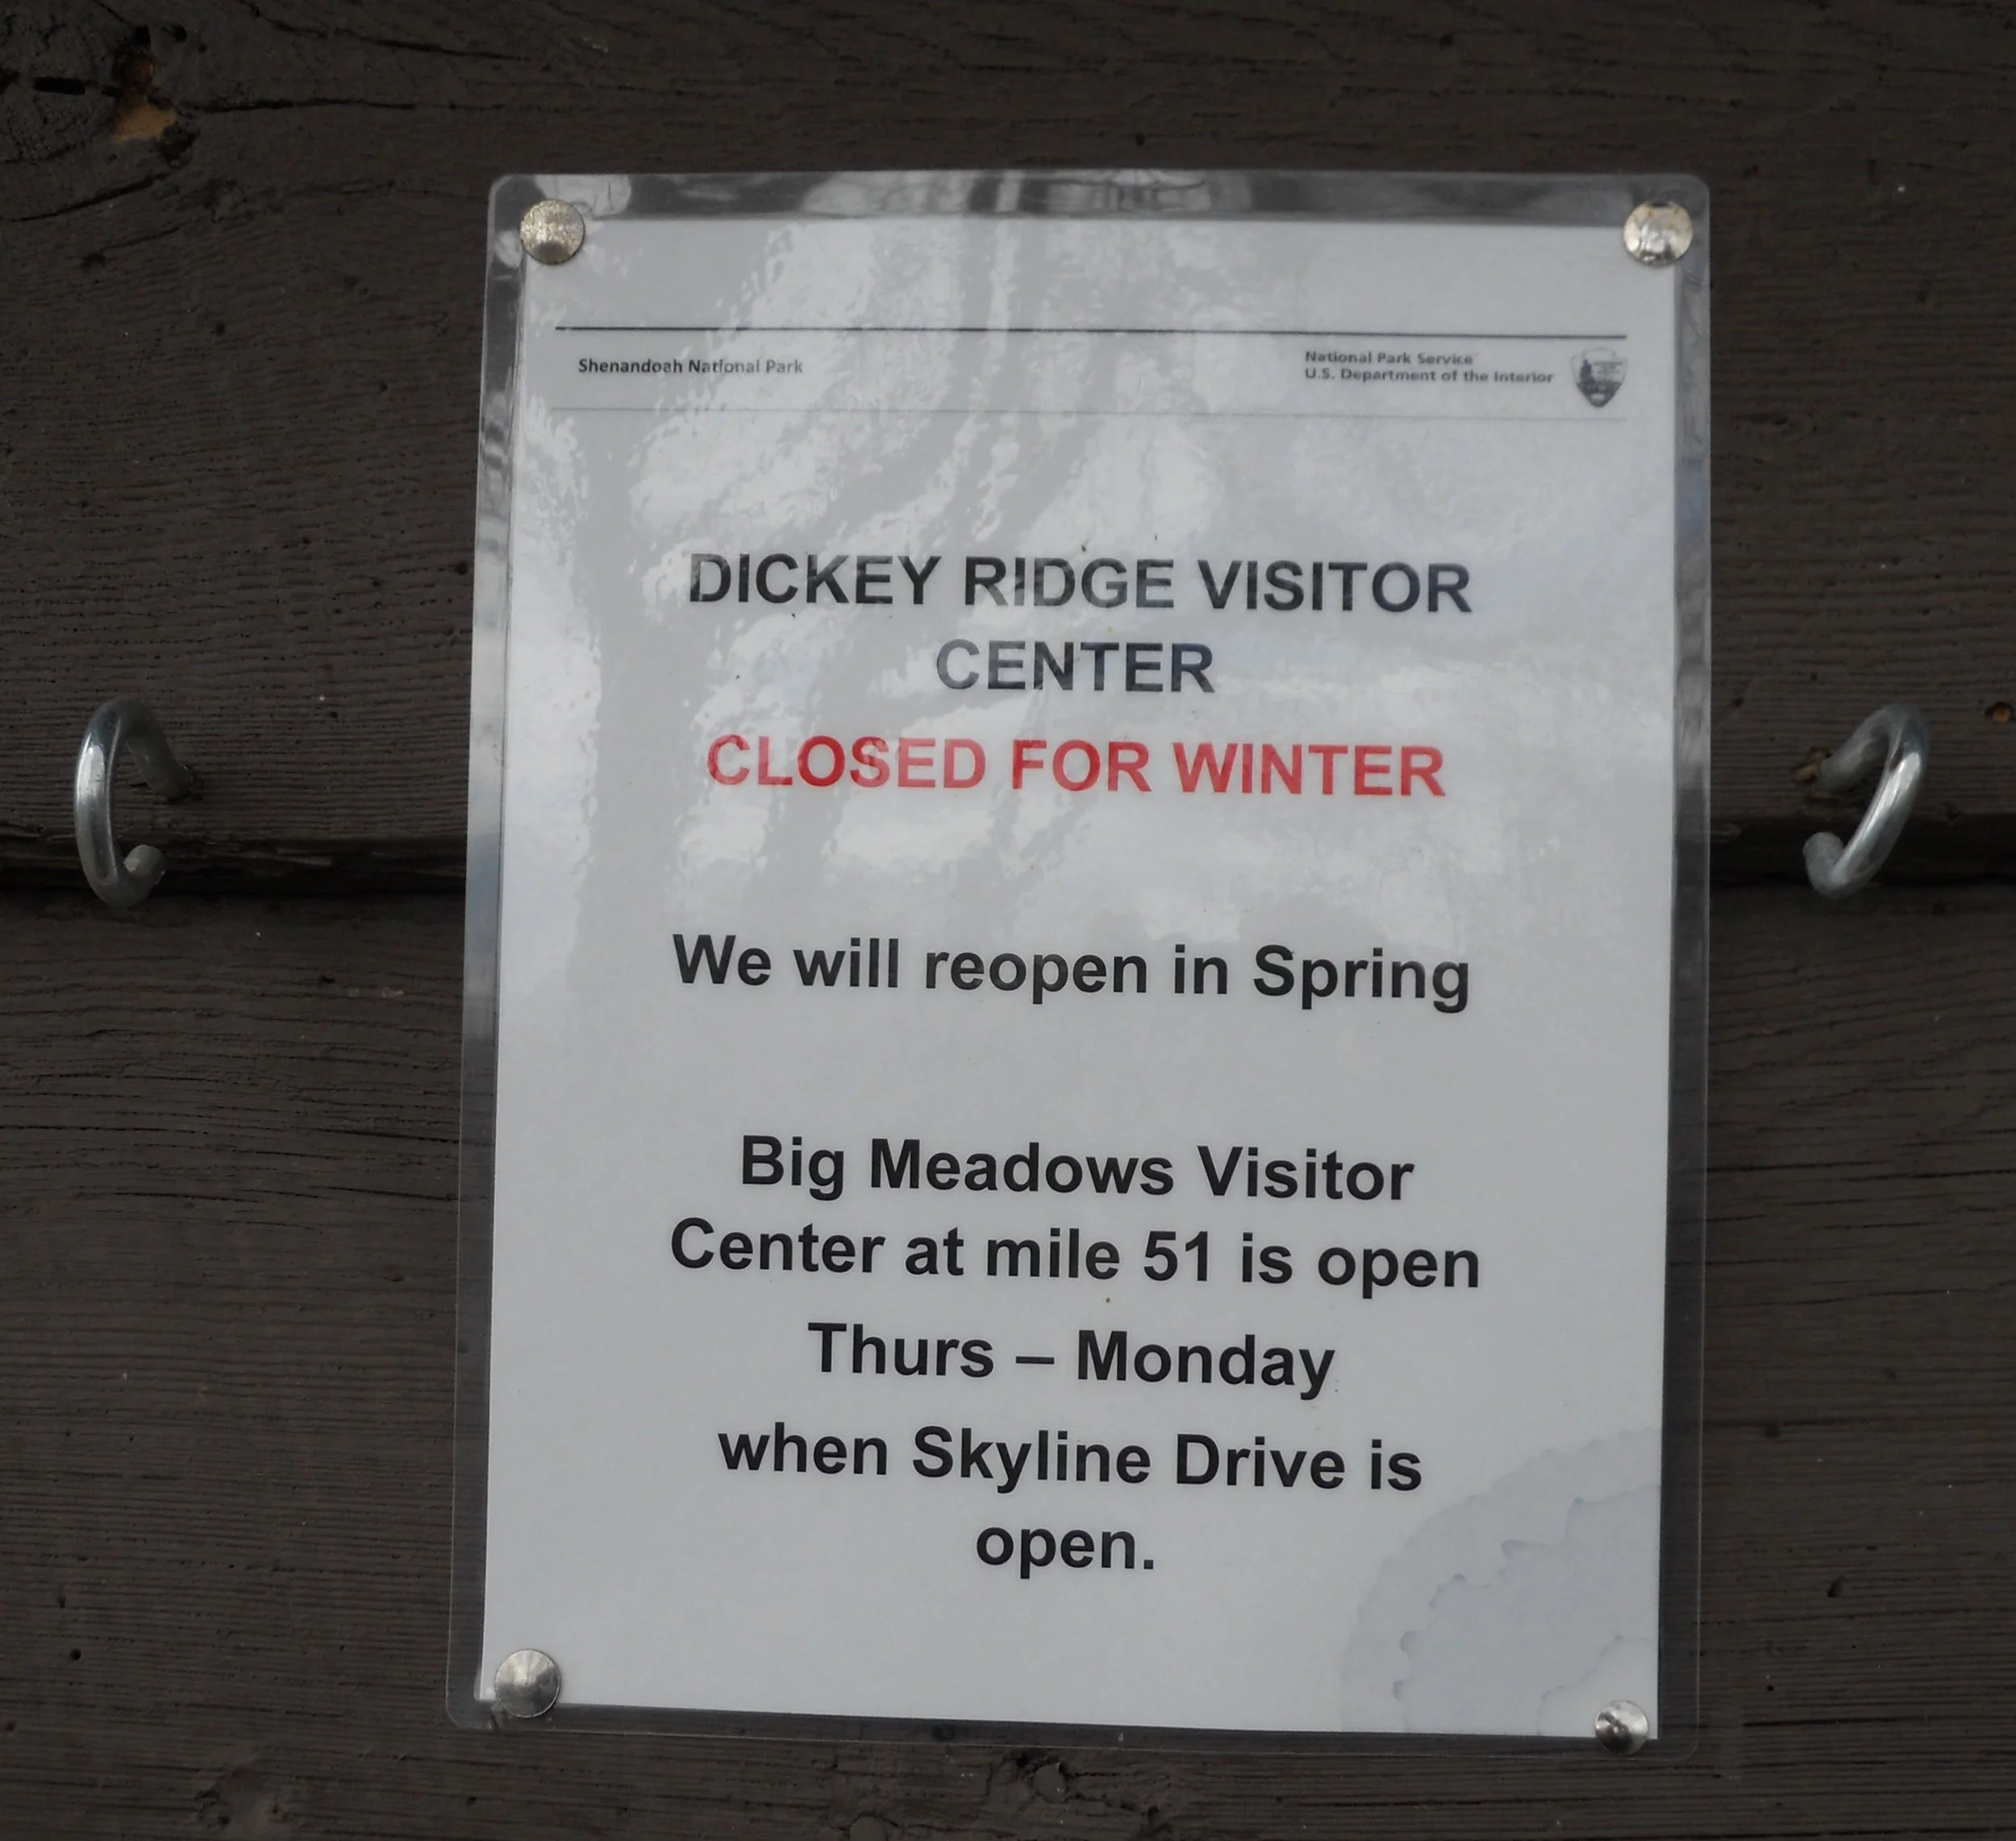 Shenandoah National Park
National Park Service
U.S. Department of the Interior
DICKEY RIDGE VISITOR
CENTER
CLOSED FOR WINTER
We will reopen in Spring
Big Meadows Visitor
Center at mile 51 is open
Thurs – Monday
when Skyline Drive is
open.